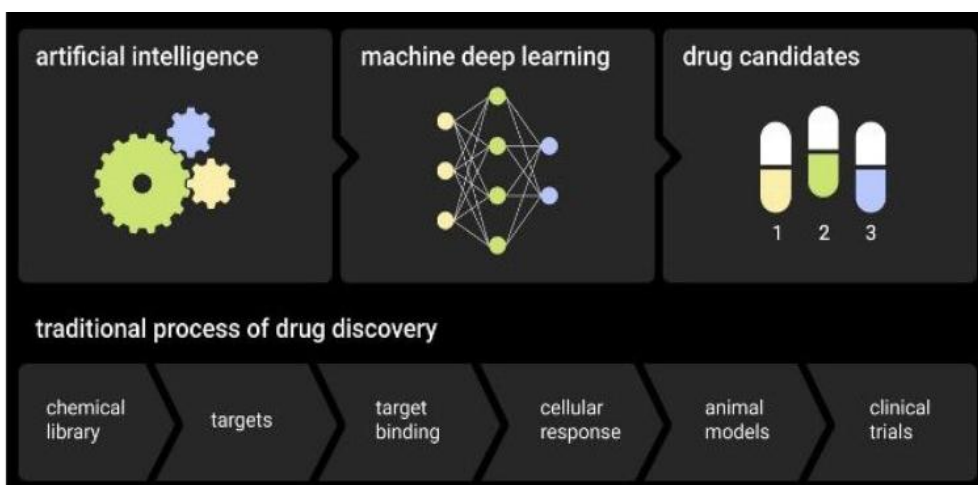 artificial intelligence
machine deep learning
drug candidates
1
2
3
traditional process of drug discovery
chemical
library
targets
target
binding
cellular
response
animal
models
clinical
trials